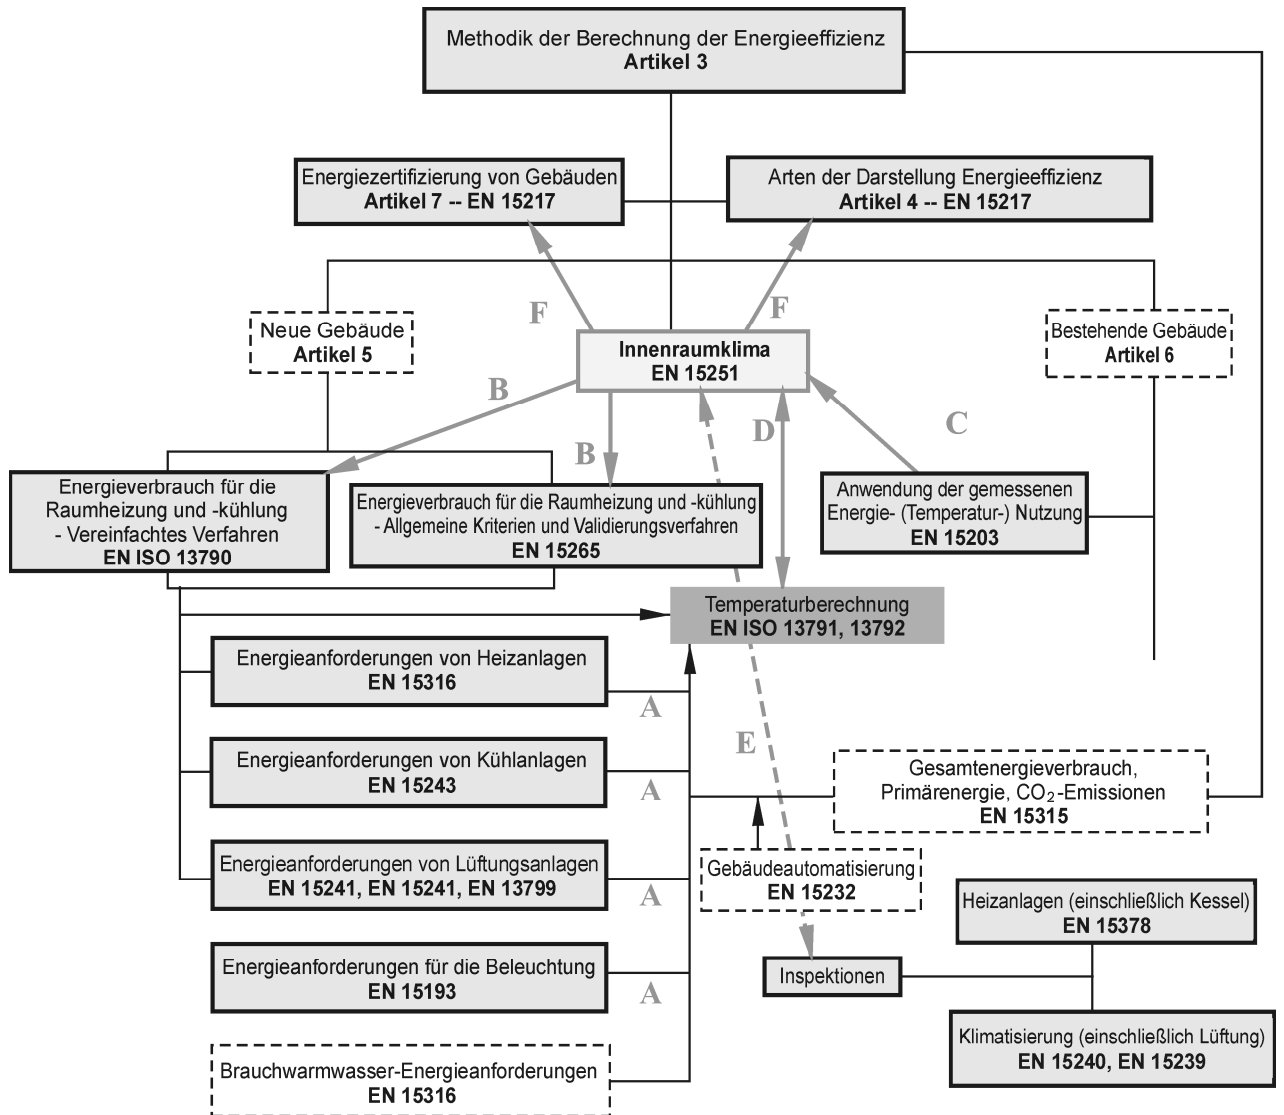 Methodik der Berechnung der Energieeffizienz
Artikel 3
Energiezertifizierung von Gebäuden
Artikel 7 -- EN 15217
Arten der Darstellung Energieeffizienz
Artikel 4 -- EN 15217
F
F
Neue Gebäude
Artikel 5
Innenraumklima
EN 15251
Bestehende Gebäude
Artikel 6
B
B
D
C
Energieverbrauch für die
Raumheizung und -kühlung
- Vereinfachtes Verfahren
EN ISO 13790
Energieverbrauch für die Raumheizung und -kühlung
- Allgemeine Kriterien und Validierungsverfahren
EN 15265
Anwendung der gemessenen
Energie- (Temperatur-) Nutzung
EN 15203
Temperaturberechnung
EN ISO 13791, 13792
Energieanforderungen von Heizanlagen
EN 15316
A
Energieanforderungen von Kühlanlagen
EN 15243
A
E
Gesamtenergieverbrauch,
Primärenergie, CO₂-Emissionen
EN 15315
Energieanforderungen von Lüftungsanlagen
EN 15241, EN 15241, EN 13799
A
Gebäudeautomatisierung
EN 15232
Heizanlagen (einschließlich Kessel)
EN 15378
Energieanforderungen für die Beleuchtung
EN 15193
A
Inspektionen
Klimatisierung (einschließlich Lüftung)
EN 15240, EN 15239
Brauchwarmwasser-Energieanforderungen
EN 15316